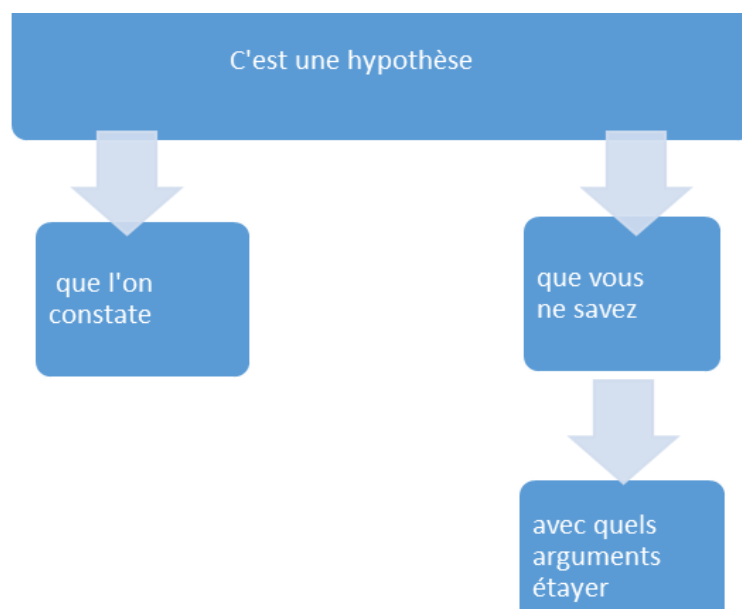 C'est une hypothèse
que l'on
constate
que vous
ne savez
avec quels
arguments
étayer